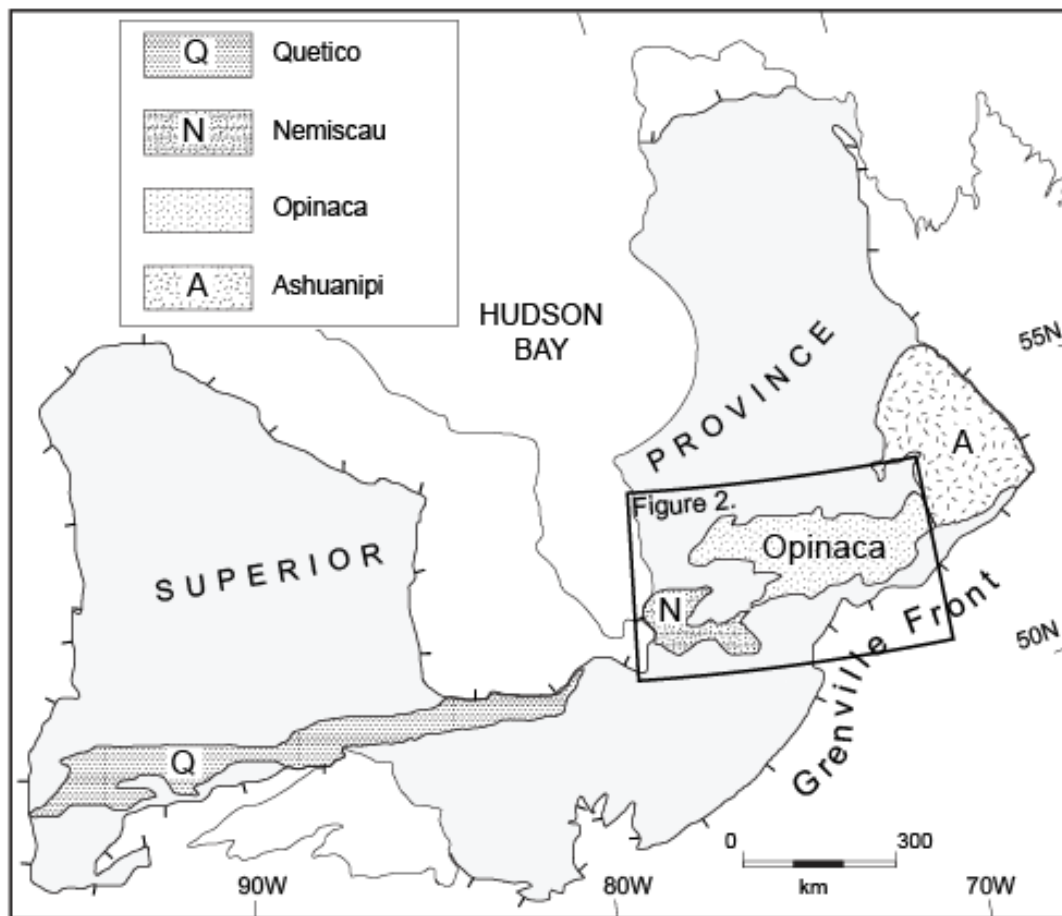 Q Quetico
N Nemiscau
Opinaca
A Ashuanipi
HUDSON
BAY
55N
PROVINCE
A
Figure 2.
SUPERIOR
Opinaca
N
50N
Grenville Front
Q
0 300
km
90W 80W 70W